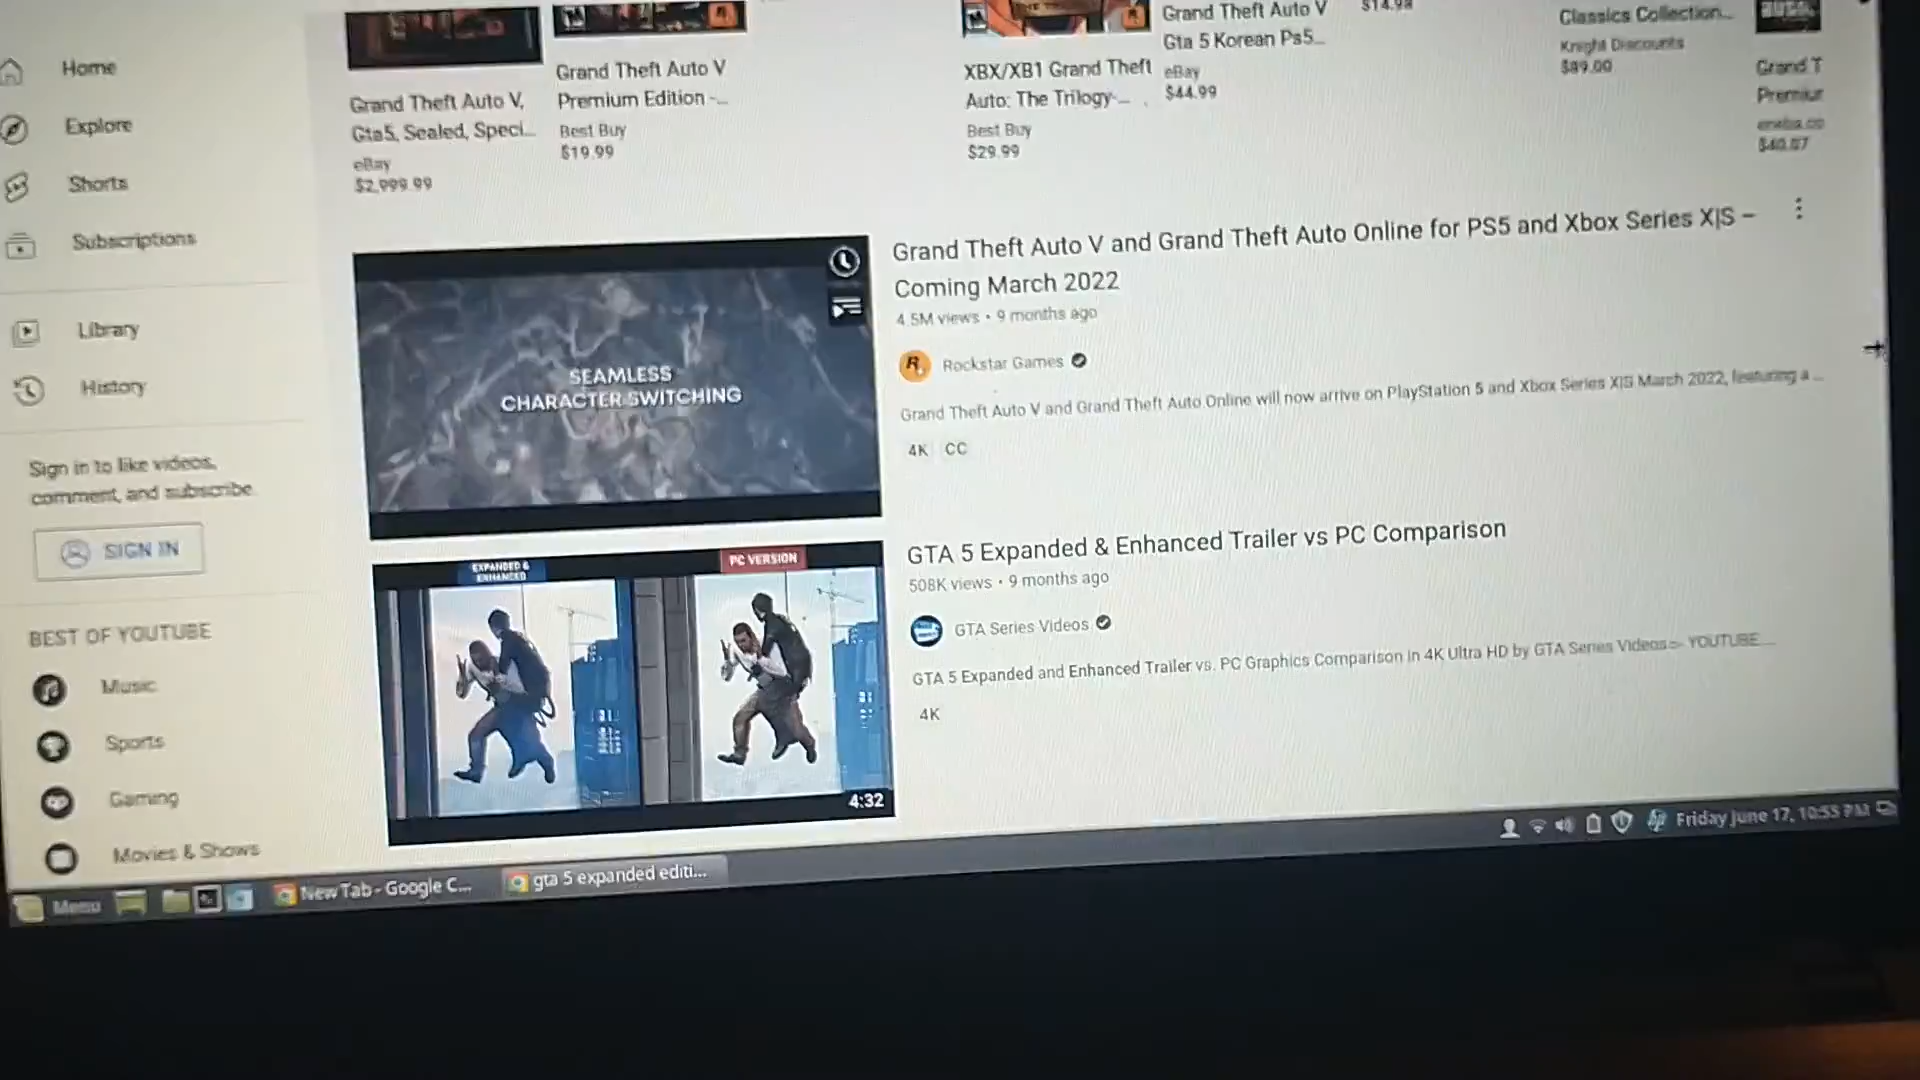 Home
Explore
Shorts
Subscriptions
Library
History
Sign in to like videos,
comment, and subscribe.
SIGN IN
BEST OF YOUTUBE
Music
Sports
Gaming
Movies & Shows
Grand Theft Auto V,
Gta5, Sealed, Speci...
eBay
$2,999.99
Grand Theft Auto V
Premium Edition -...
Best Buy
$19.99
XBX/XB1 Grand Theft
Auto: The Trilogy-...
Best Buy
$29.99
Grand Theft Auto V
Gta 5 Korean Ps5...
eBay
$44.99
$14.98
Classics Collection...
Knight Discounts
$89.00
Grand T
Premiur
SEAMLESS
CHARACTER SWITCHING
Grand Theft Auto V and Grand Theft Auto Online for PS5 and Xbox Series X|S –
Coming March 2022
4.5M views • 9 months ago
Rockstar Games
Grand Theft Auto V and Grand Theft Auto Online will now arrive on PlayStation 5 and Xbox Series X|S March 2022, featuring a ...
4K CC
EXPANDED &
ENHANCED
PC VERSION
4:32
GTA 5 Expanded & Enhanced Trailer vs PC Comparison
508K views • 9 months ago
GTA Series Videos
GTA 5 Expanded and Enhanced Trailer vs. PC Graphics Comparison in 4K Ultra HD by GTA Series Videos ▻ YOUTUBE...
4K
Menu
New Tab - Google C...
gta 5 expanded editi...
hp
Friday June 17, 10:55 PM